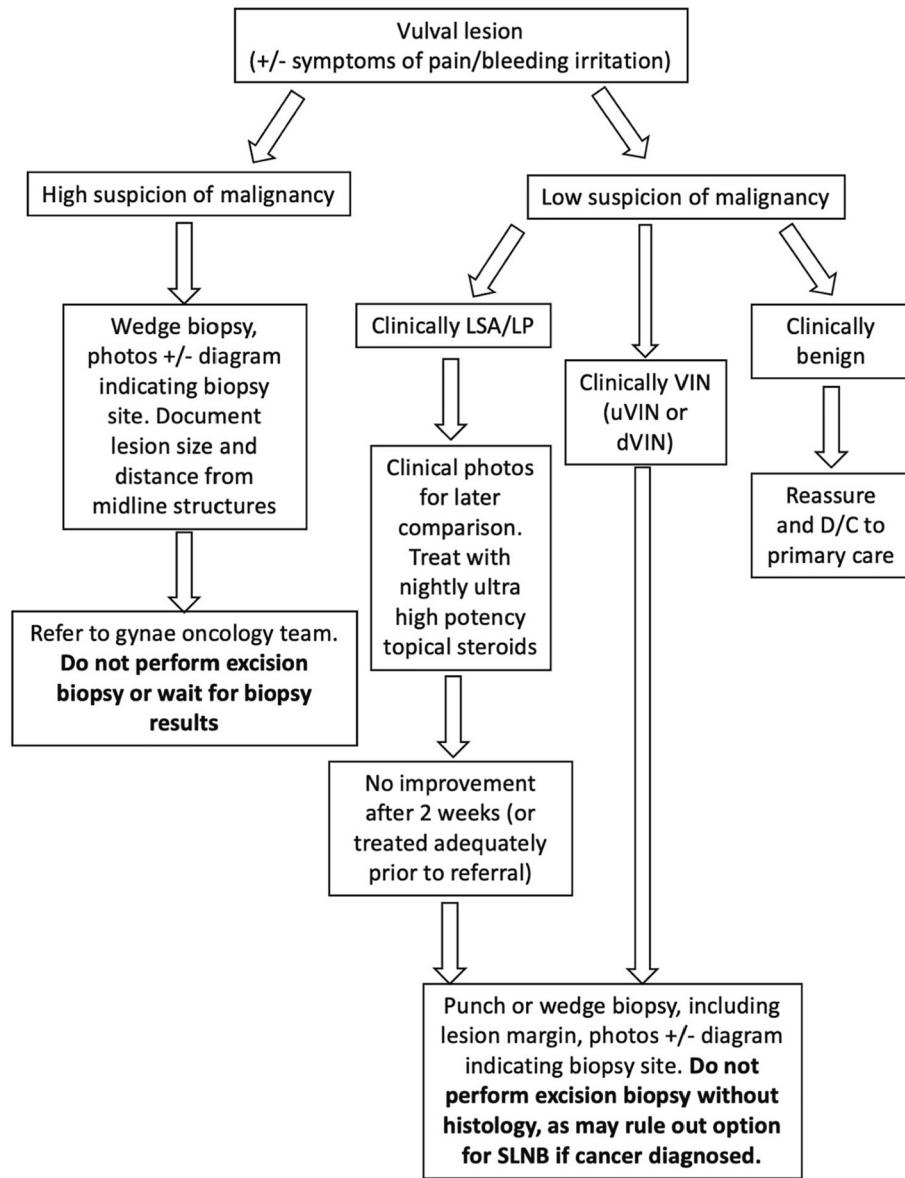 Vulval lesion
(+/- symptoms of pain/bleeding irritation)
High suspicion of malignancy
Low suspicion of malignancy
Wedge biopsy,
photos +/- diagram
indicating biopsy
site. Document
lesion size and
distance from
midline structures
Refer to gynae oncology team.
Do not perform excision
biopsy or wait for biopsy
results
Clinically LSA/LP
Clinical photos
for later
comparison.
Treat with
nightly ultra
high potency
topical steroids
No improvement
after 2 weeks (or
treated adequately
prior to referral)
Clinically VIN
(uVIN or
dVIN)
Clinically
benign
Reassure
and D/C to
primary care
Punch or wedge biopsy, including
lesion margin, photos +/- diagram
indicating biopsy site. Do not
perform excision biopsy without
histology, as may rule out option
for SLNB if cancer diagnosed.